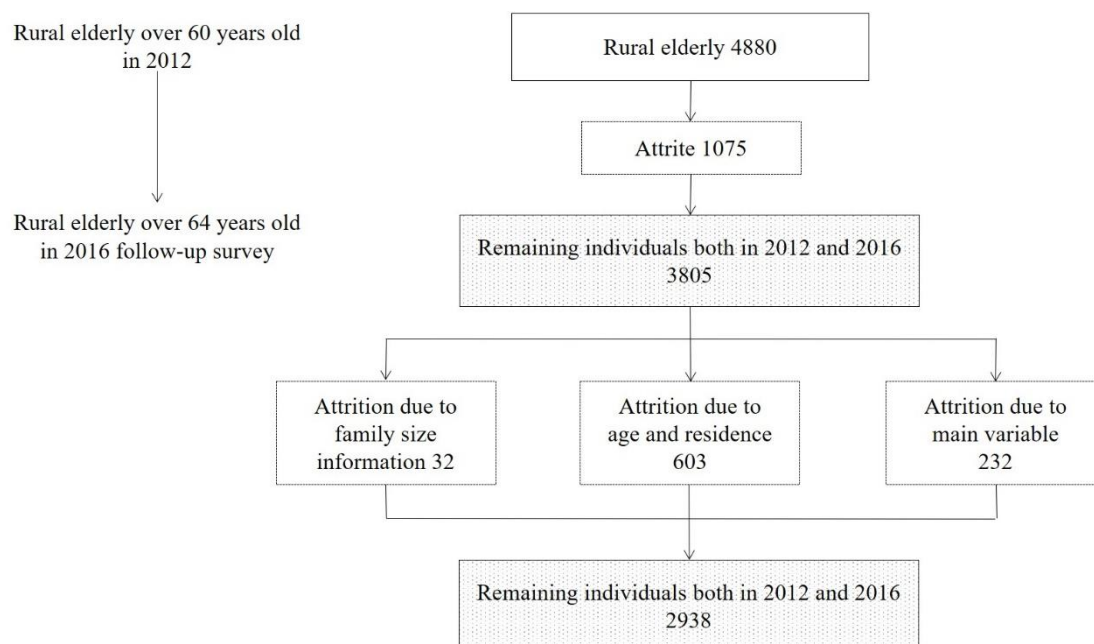 Rural elderly over 60 years old
in 2012
Rural elderly 4880
Attrite 1075
Rural elderly over 64 years old
in 2016 follow-up survey
Remaining individuals both in 2012 and 2016
3805
Attrition due to
family size
information 32
Attrition due to
age and residence
603
Attrition due to
main variable
232
Remaining individuals both in 2012 and 2016
2938